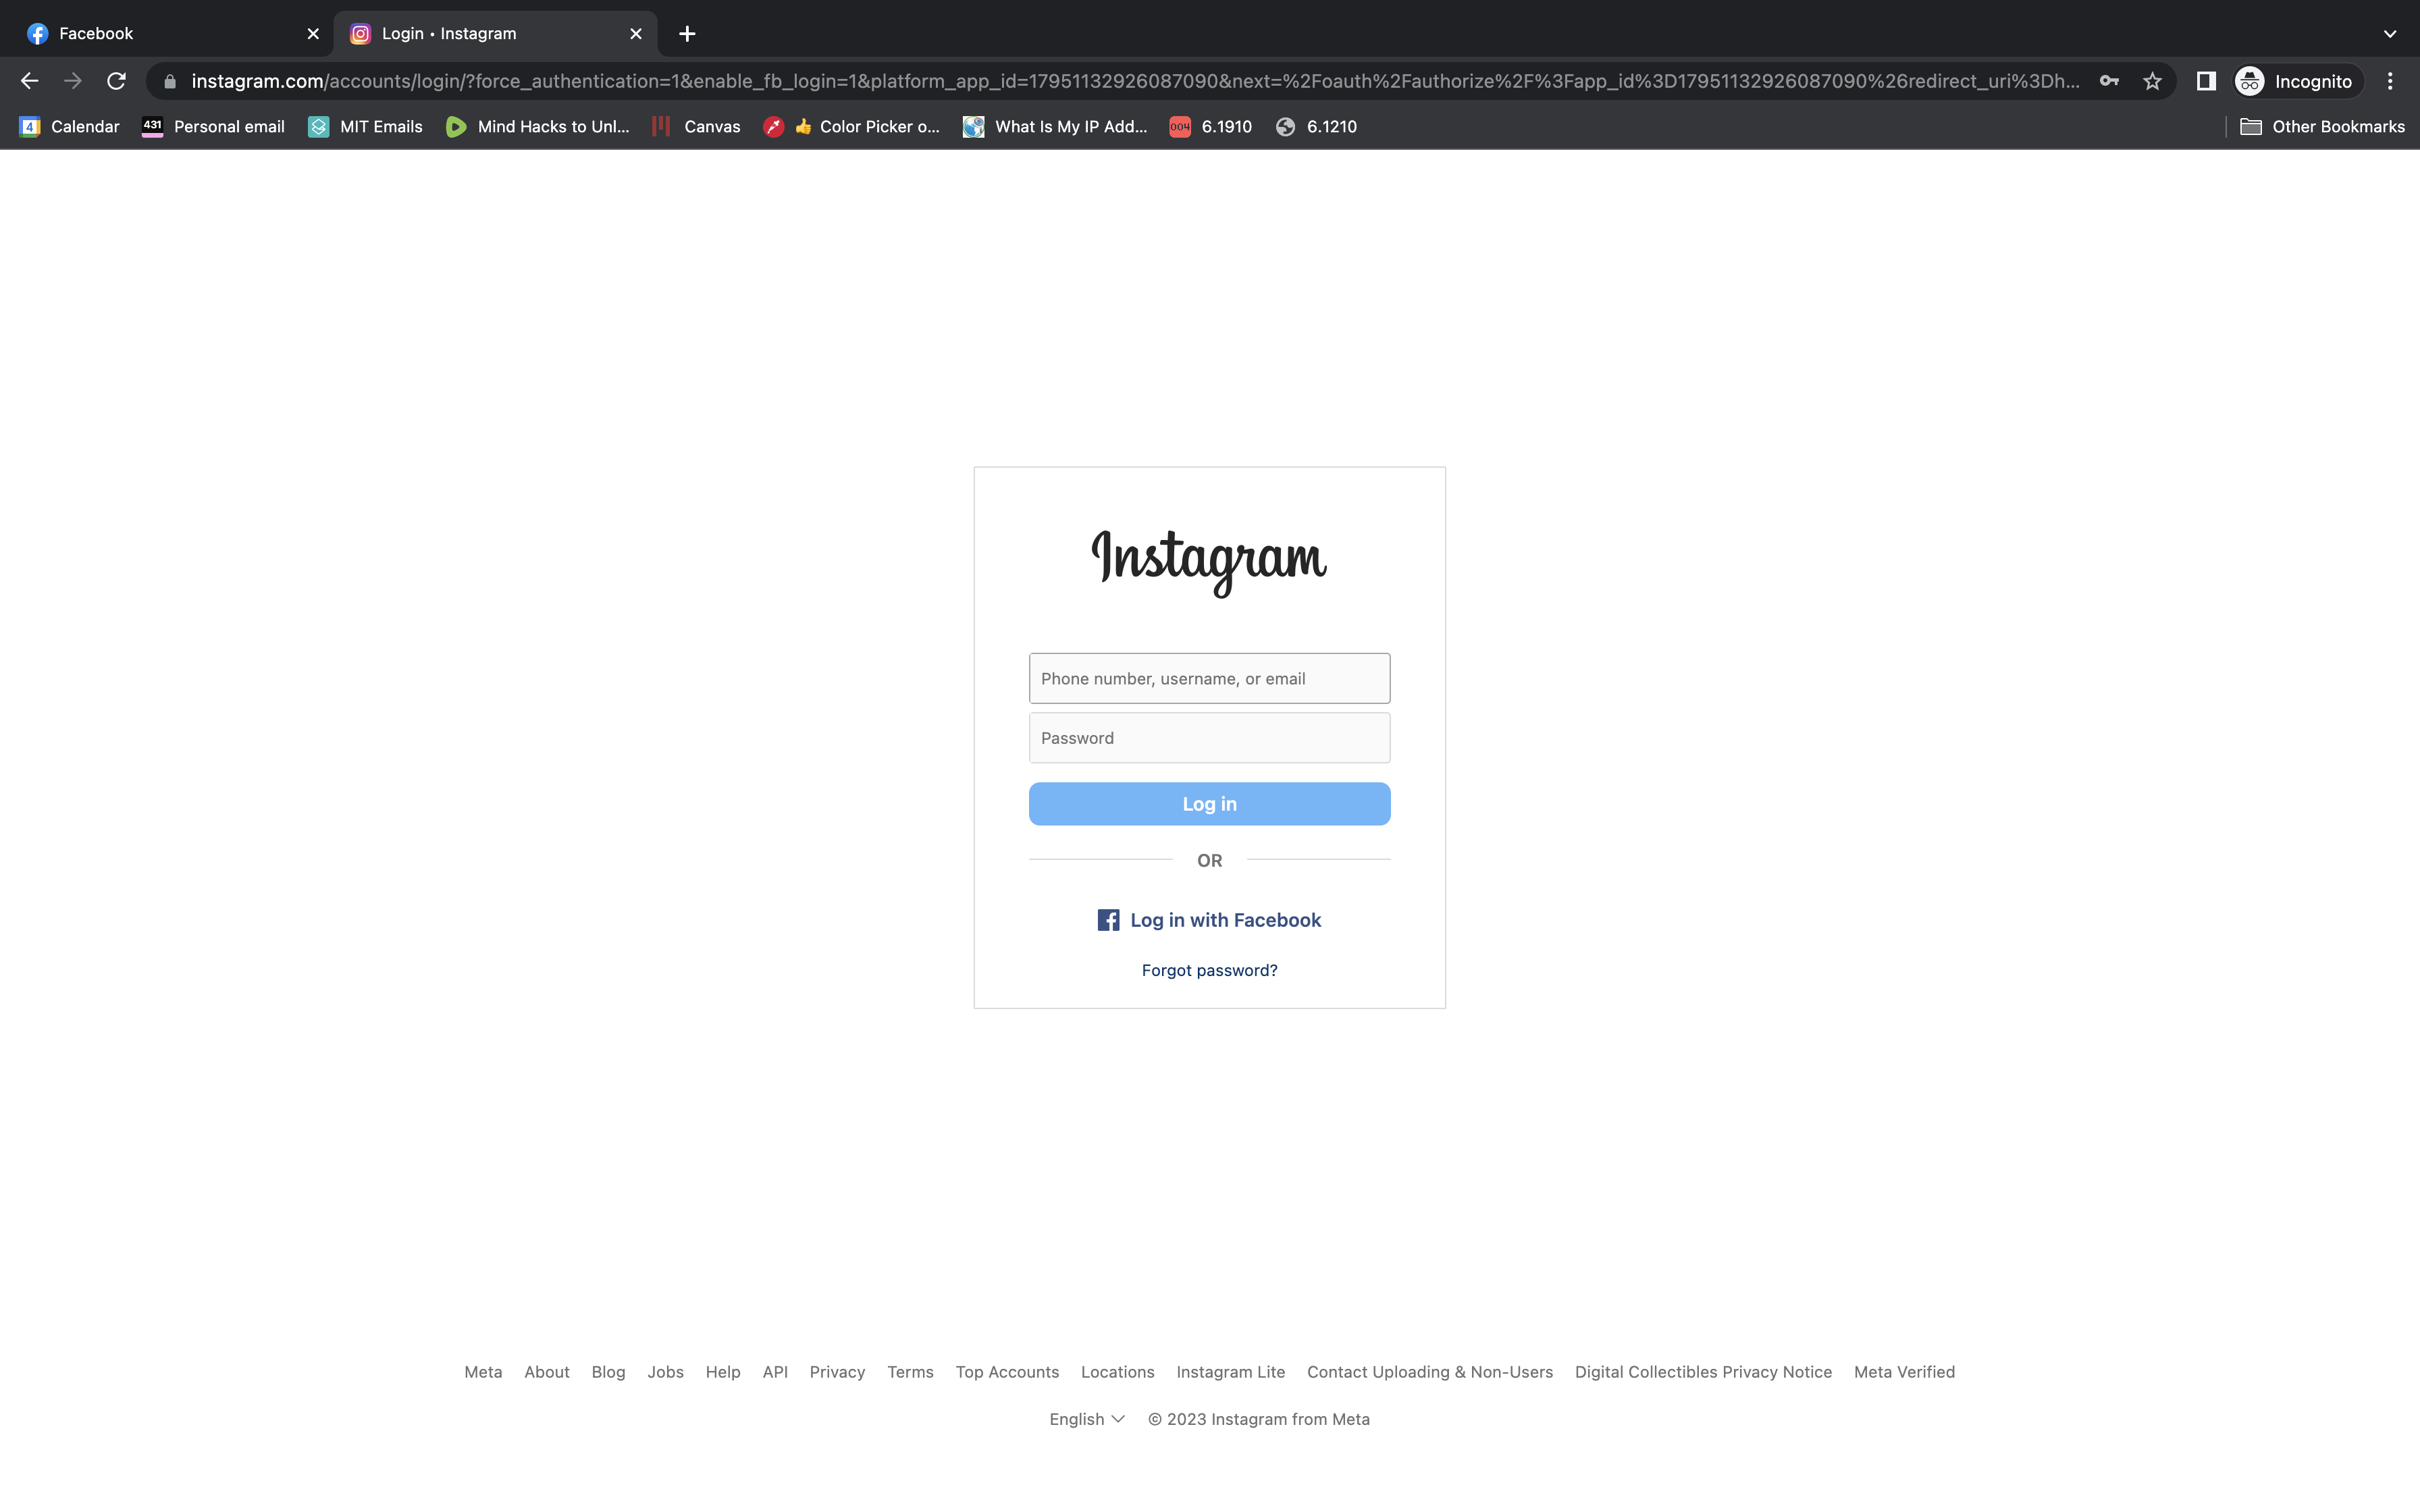 Facebook
Login • Instagram
instagram.com/accounts/login/?force_authentication=1&enable_fb_login=1&platform_app_id=17951132926087090&next=%2Foauth%2Fauthorize%2F%3Fapp_id%3D17951132926087090%26redirect_uri%3Dh...
Incognito
4 Calendar 431 Personal email MIT Emails Mind Hacks to Unl... Canvas 👍 Color Picker o... What Is My IP Add... 004 6.1910 6.1210 Other Bookmarks
Instagram
Phone number, username, or email
Password
Log in
OR
Log in with Facebook
Forgot password?
Meta About Blog Jobs Help API Privacy Terms Top Accounts Locations Instagram Lite Contact Uploading & Non-Users Digital Collectibles Privacy Notice Meta Verified
English © 2023 Instagram from Meta